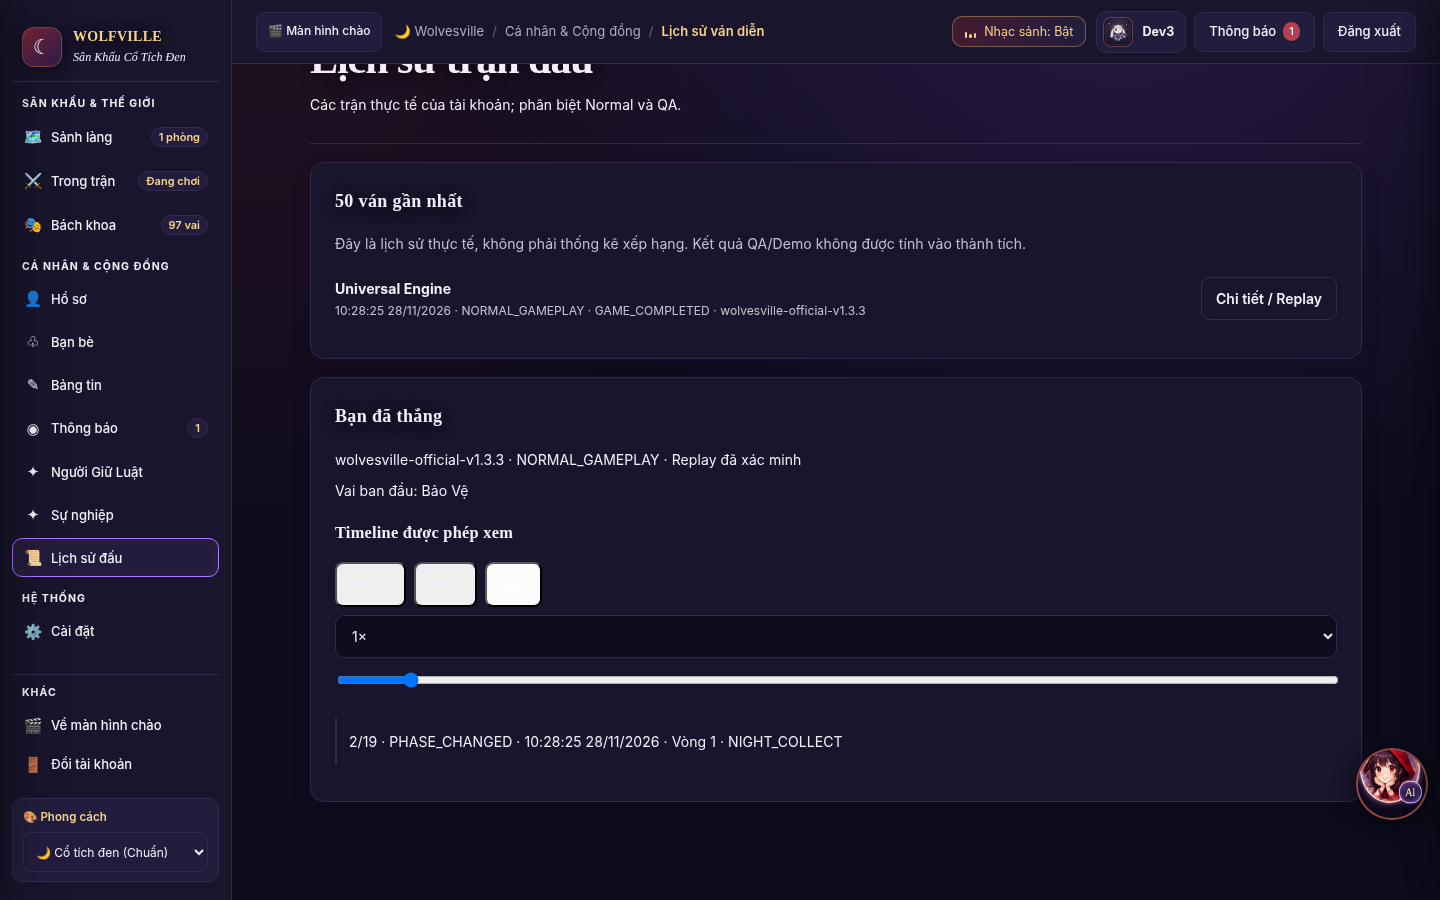 WOLFVILLE
Sân Khấu Cổ Tích Đen
SÂN KHẤU & THẾ GIỚI
Sảnh làng
1 phòng
Trong trận
Đang chơi
Bách khoa
97 vai
CÁ NHÂN & CỘNG ĐỒNG
Hồ sơ
Bạn bè
Bảng tin
Thông báo
1
Người Giữ Luật
Sự nghiệp
Lịch sử đấu
HỆ THỐNG
Cài đặt
KHÁC
Về màn hình chào
Đổi tài khoản
Phong cách
Cổ tích đen (Chuẩn)
Màn hình chào
Wolvesville / Cá nhân & Cộng đồng / Lịch sử ván diễn
Nhạc sảnh: Bật
Dev3
Thông báo 1
Đăng xuất
Lịch sử trận đấu
Các trận thực tế của tài khoản; phân biệt Normal và QA.
50 ván gần nhất
Đây là lịch sử thực tế, không phải thống kê xếp hạng. Kết quả QA/Demo không được tính vào thành tích.
Universal Engine
10:28:25 28/11/2026 · NORMAL_GAMEPLAY · GAME_COMPLETED · wolvesville-official-v1.3.3
Chi tiết / Replay
Bạn đã thắng
wolvesville-official-v1.3.3 · NORMAL_GAMEPLAY · Replay đã xác minh
Vai ban đầu: Bảo Vệ
Timeline được phép xem
1×
2/19 · PHASE_CHANGED · 10:28:25 28/11/2026 · Vòng 1 · NIGHT_COLLECT
AI